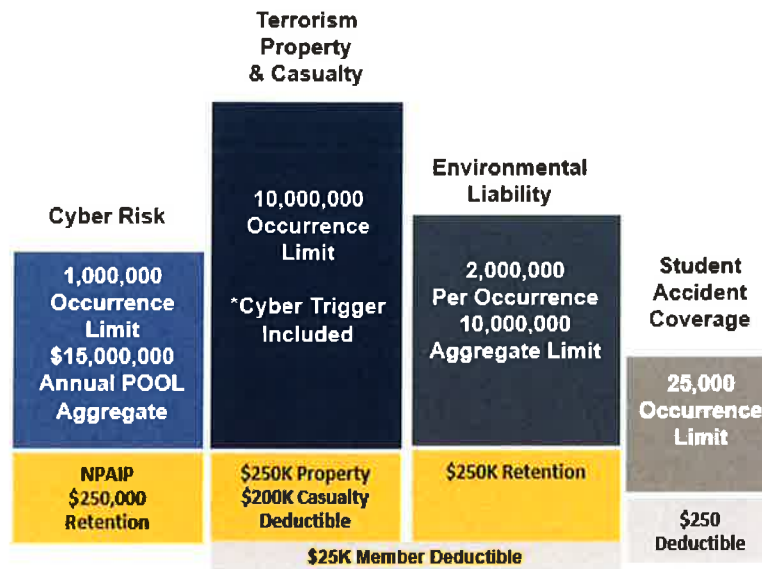 Terrorism
Property
& Casualty
Environmental
Liability
Cyber Risk
Student
Accident
Coverage
1,000,000
Occurrence
Limit
$15,000,000
Annual POOL
Aggregate
10,000,000
Occurrence
Limit
*Cyber Trigger
Included
2,000,000
Per Occurrence
10,000,000
Aggregate Limit
25,000
Occurrence
Limit
NPAIP
$250,000
Retention
$250K Property
$200K Casualty
Deductible
$250K Retention
$250
Deductible
$25K Member Deductible